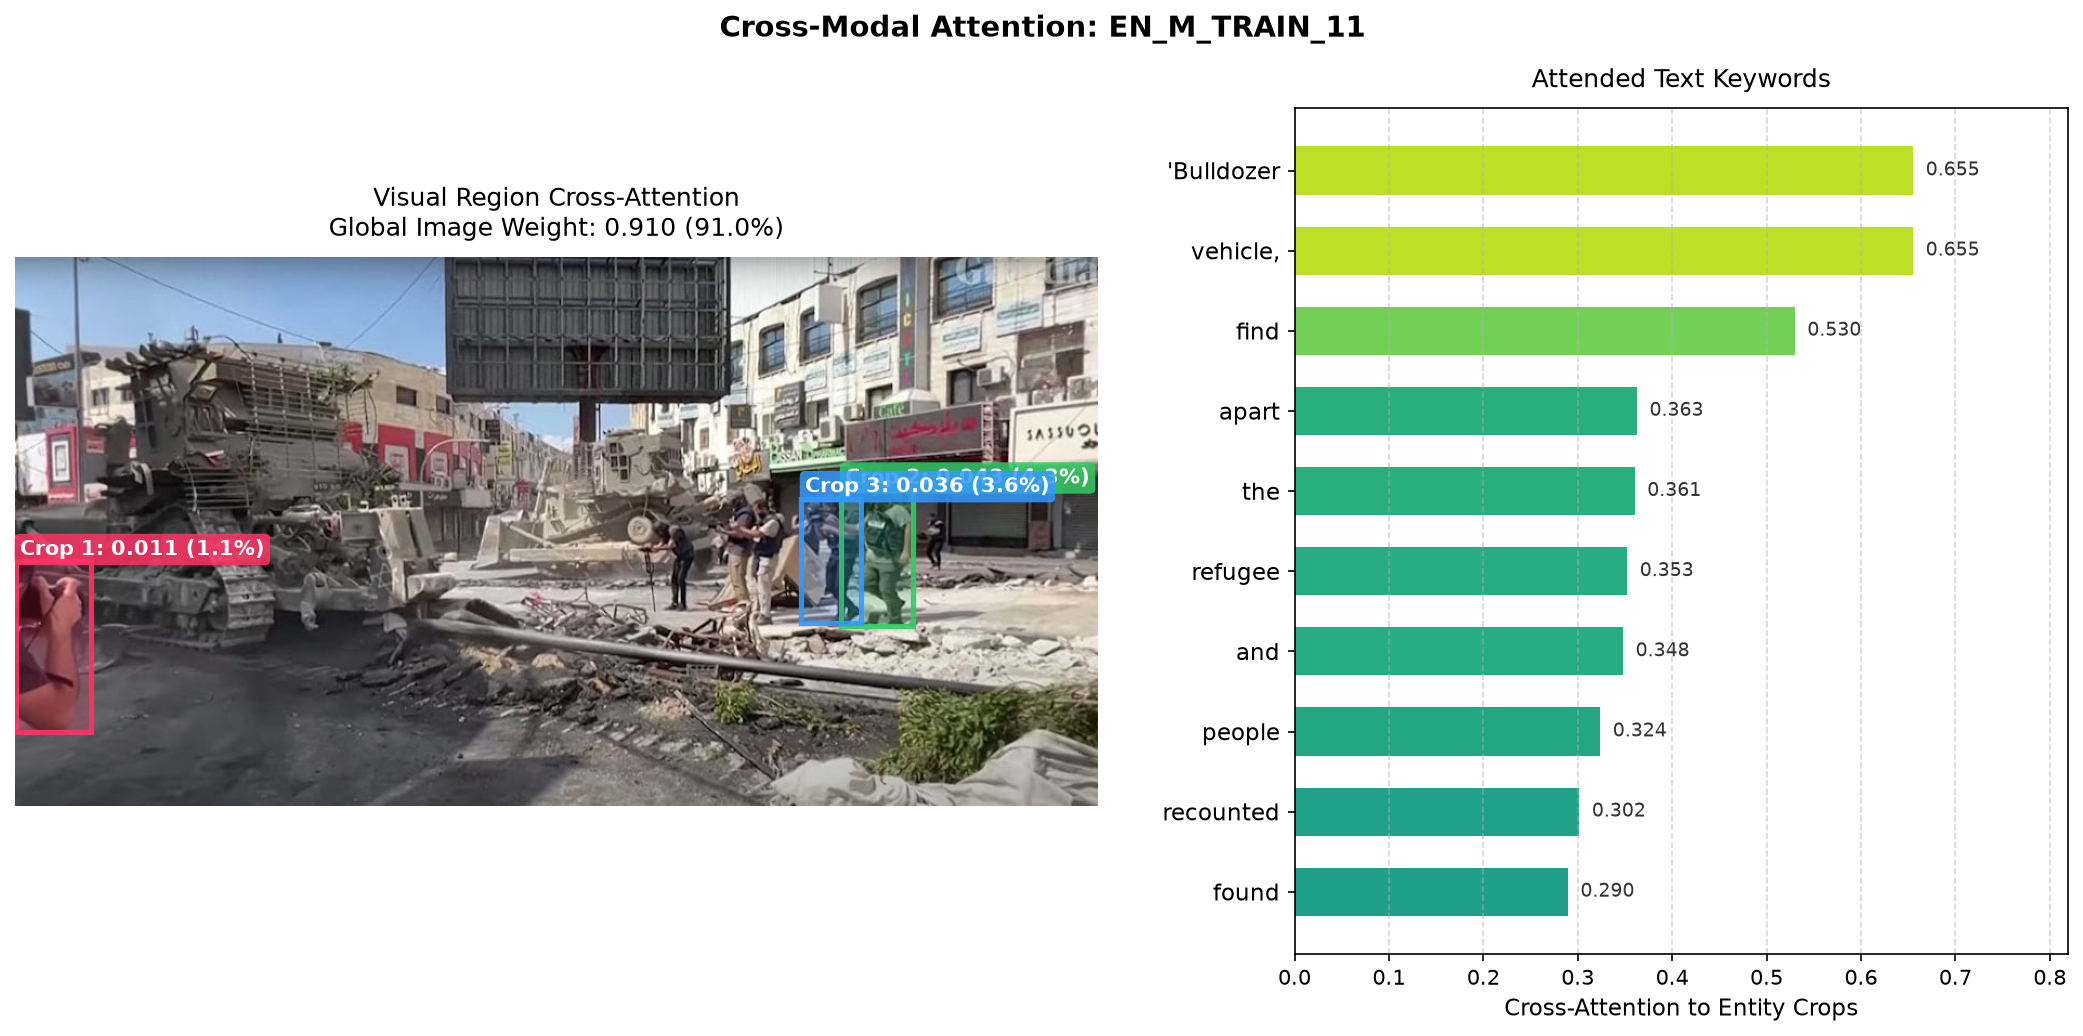 Cross-Modal Attention: EN_M_TRAIN_11
Visual Region Cross-Attention
Global Image Weight: 0.910 (91.0%)
Café
SASSUOU
Crop 3: 0.036 (3.6%)
Crop 1: 0.011 (1.1%)
Attended Text Keywords
'Bulldozer 0.655
vehicle, 0.655
find 0.530
apart 0.363
the 0.361
refugee 0.353
and 0.348
people 0.324
recounted 0.302
found 0.290
0.0 0.1 0.2 0.3 0.4 0.5 0.6 0.7 0.8
Cross-Attention to Entity Crops